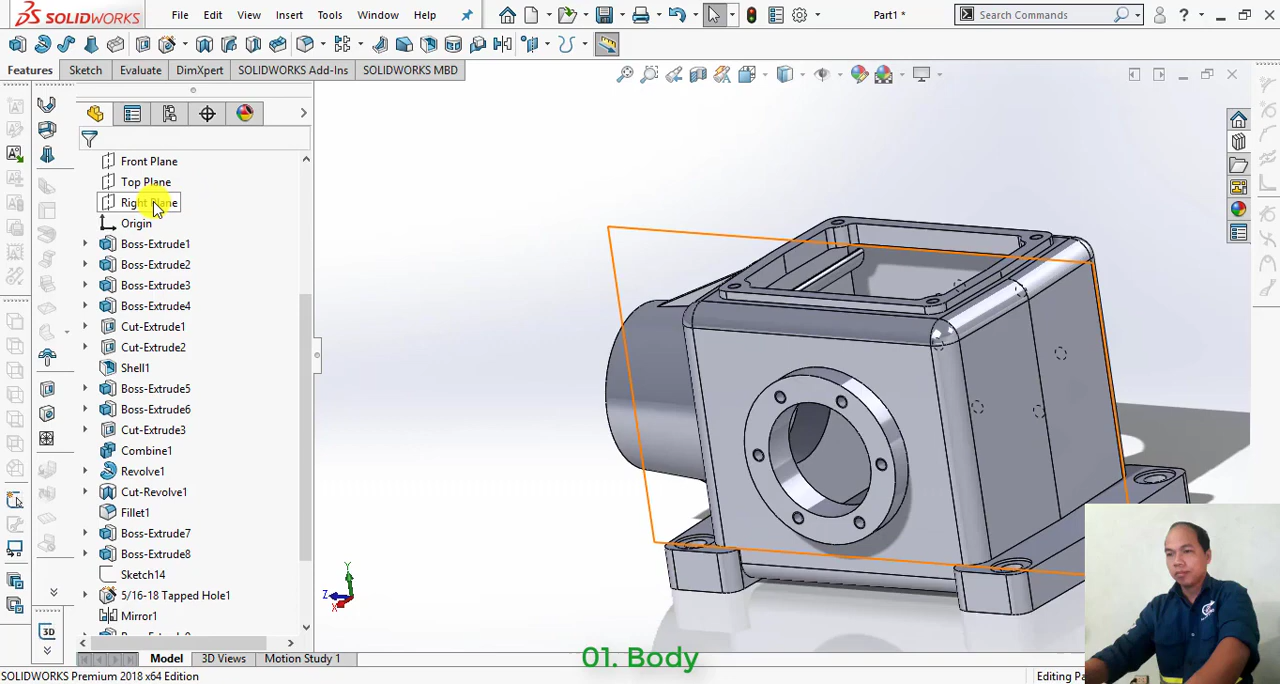 SOLIDWORKS
File
Edit
View
Insert
Tools
Window
Help
Part1 *
Search Commands
Features
Sketch
Evaluate
DimXpert
SOLIDWORKS Add-Ins
SOLIDWORKS MBD
Front Plane
Top Plane
Right Plane
Origin
Boss-Extrude1
Boss-Extrude2
Boss-Extrude3
Boss-Extrude4
Cut-Extrude1
Cut-Extrude2
Shell1
Boss-Extrude5
Boss-Extrude6
Cut-Extrude3
Combine1
Revolve1
Cut-Revolve1
Fillet1
Boss-Extrude7
Boss-Extrude8
Sketch14
5/16-18 Tapped Hole1
Mirror1
Y
Z
X
3D
Model
3D Views
Motion Study 1
01. Body
SOLIDWORKS Premium 2018 x64 Edition
Editing Pa